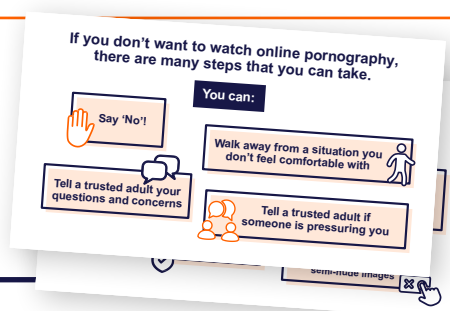 If you don't want to watch online pornography,
there are many steps that you can take.
You can:
Say 'No'!
Walk away from a situation you
don't feel comfortable with
Tell a trusted adult your
questions and concerns
Tell a trusted adult if
someone is pressuring you
semi-nude images